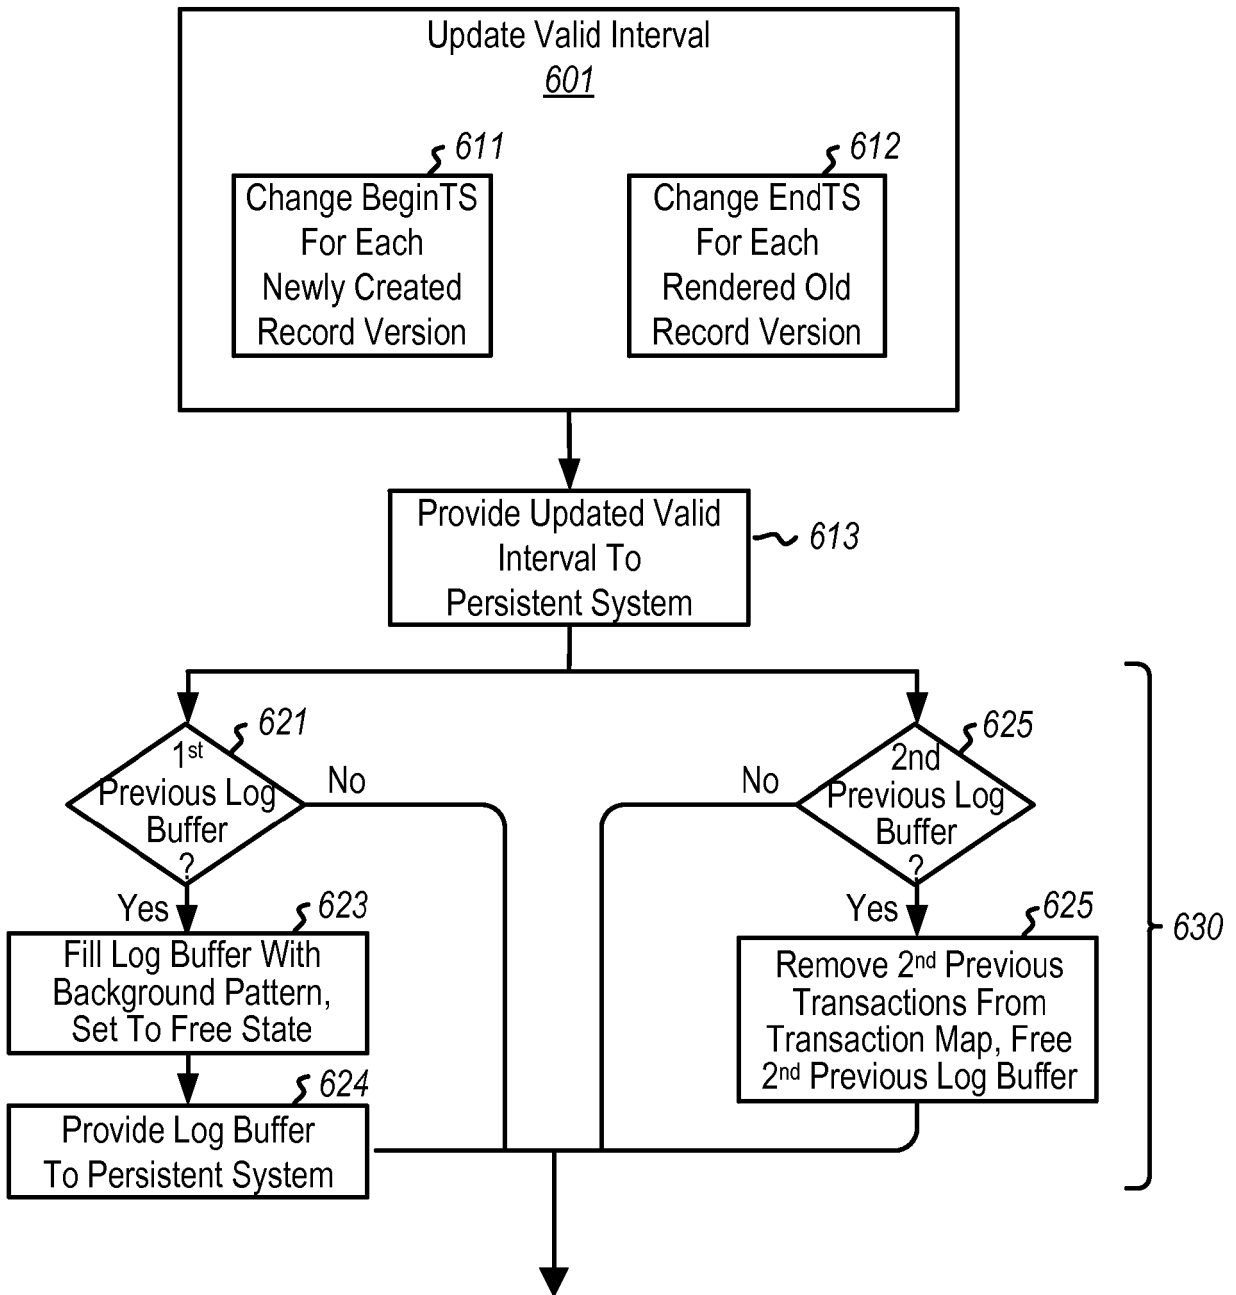 Update Valid Interval
601
611
Change BeginTS
For Each
Newly Created
Record Version
612
Change EndTS
For Each
Rendered Old
Record Version
Provide Updated Valid
Interval To
Persistent System
613
621
1st
Previous Log
Buffer
?
No
Yes
625
2nd
Previous Log
Buffer
?
No
Yes
623
Fill Log Buffer With
Background Pattern,
Set To Free State
624
Provide Log Buffer
To Persistent System
625
Remove 2nd Previous
Transactions From
Transaction Map, Free
2nd Previous Log Buffer
630